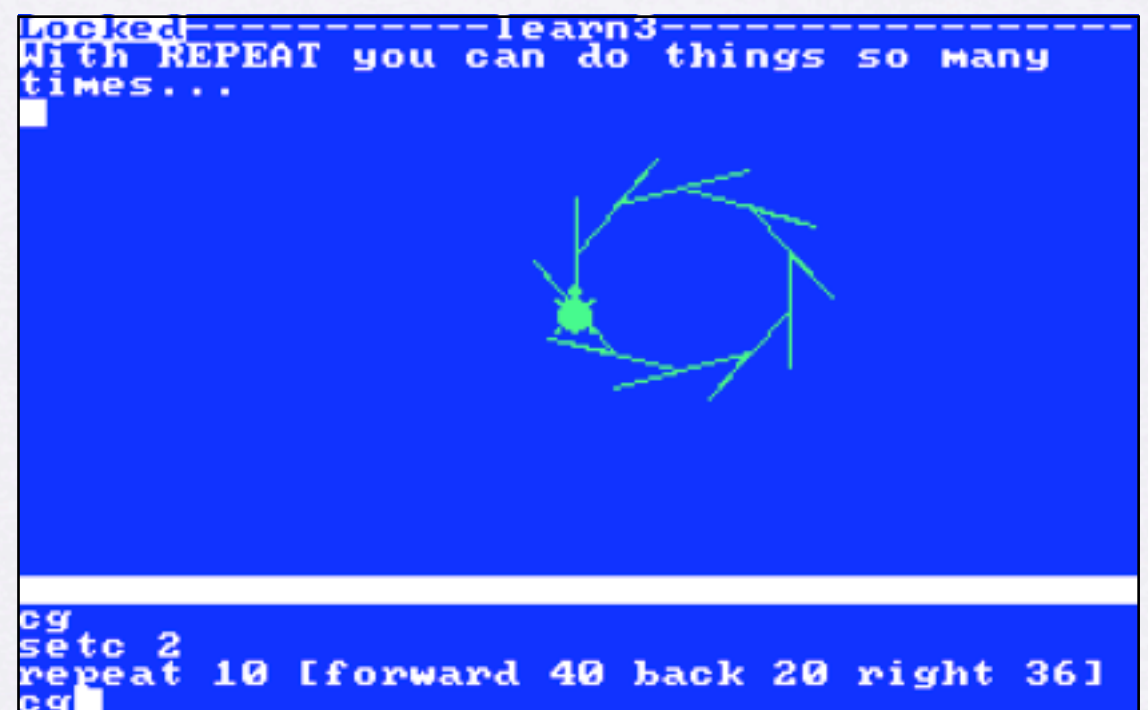 Locked-----------learn3-----------------
With REPEAT you can do things so many
times...
cg
setc 2
repeat 10 [forward 40 back 20 right 36]
cg